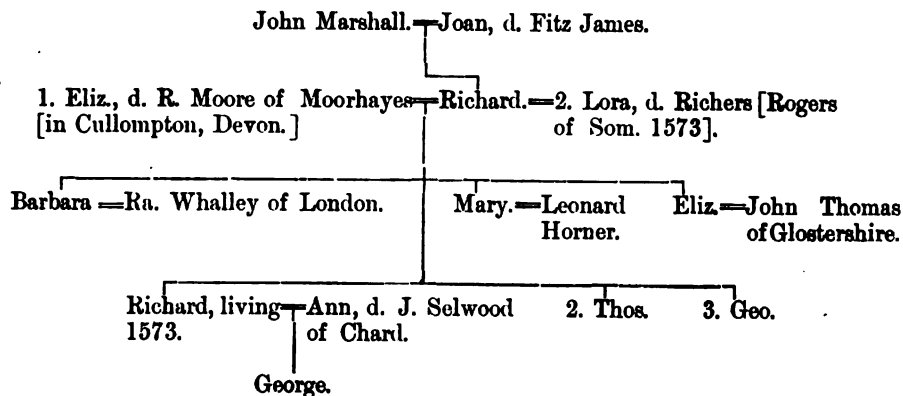 John Marshall.=Joan, d. Fitz James.
1. Eliz., d. R. Moore of Moorhayes=Richard.=2. Lora, d. Richers [Rogers
[in Cullompton, Devon.] of Som. 1573].
Barbara=Ra. Whalley of London. Mary.=Leonard Eliz.=John Thomas
Horner. of Glostershire.
Richard, living=Ann, d. J. Selwood 2. Thos. 3. Geo.
1573. of Chard.
George.